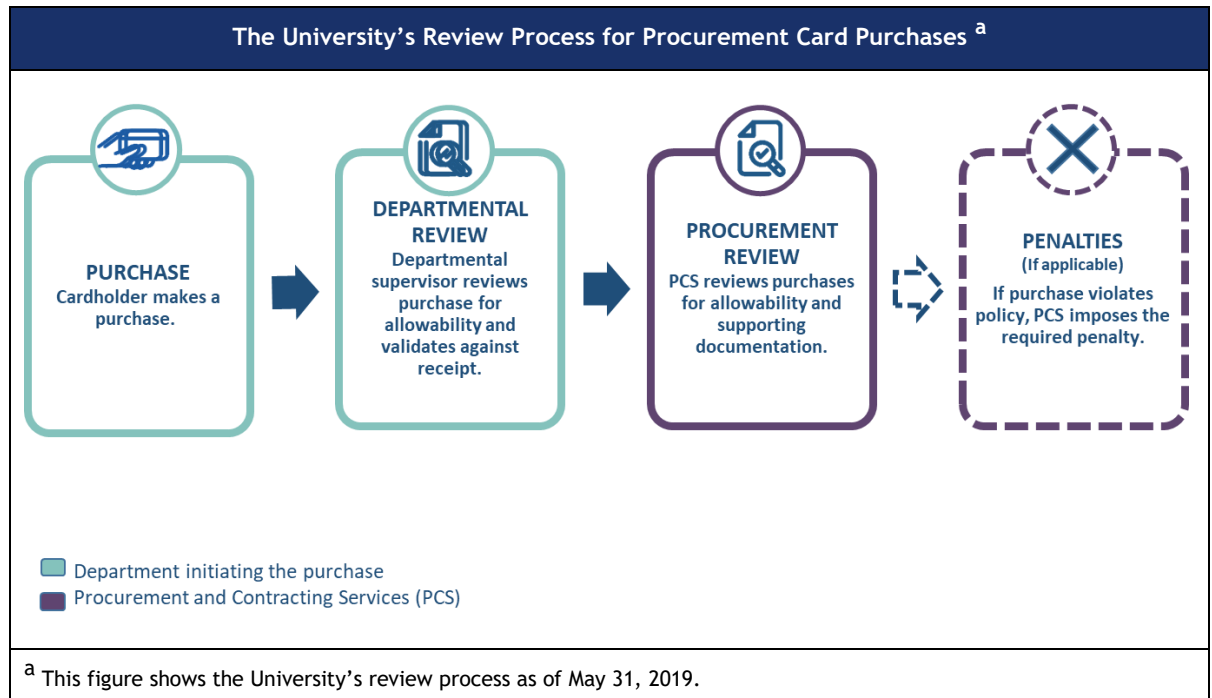 The University’s Review Process for Procurement Card Purchases a
PURCHASE
Cardholder makes a
purchase.
DEPARTMENTAL
REVIEW
Departmental
supervisor reviews
purchase for
allowability and
validates against
receipt.
PROCUREMENT
REVIEW
PCS reviews purchases
for allowability and
supporting
documentation.
PENALTIES
(If applicable)
If purchase violates
policy, PCS imposes the
required penalty.
Department initiating the purchase
Procurement and Contracting Services (PCS)
a This figure shows the University’s review process as of May 31, 2019.